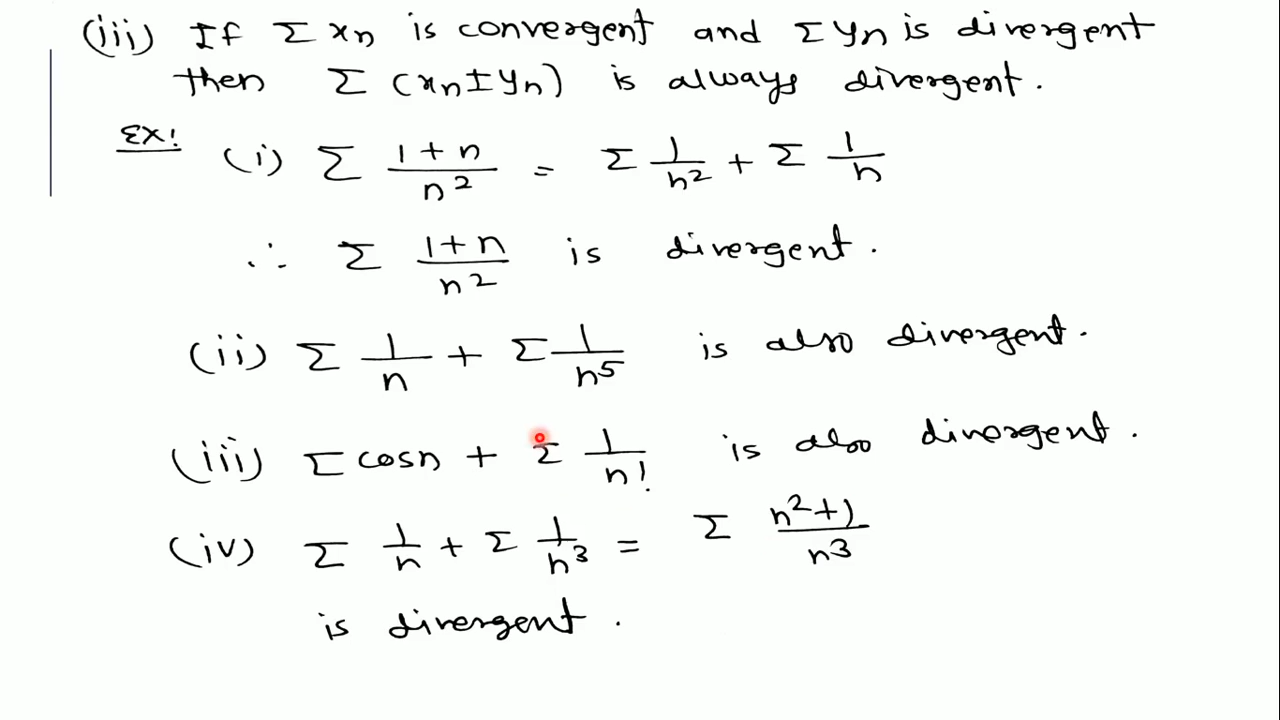 (iii) If Σ xn is convergent and Σ yn is divergent
then Σ (xn ± yn) is always divergent.
Ex! (i) Σ (1+n)/n² = Σ 1/n² + Σ 1/n
∴ Σ (1+n)/n² is divergent.
(ii) Σ 1/n + Σ 1/n⁵ is also divergent.
(iii) Σ cosn + Σ 1/n! is also divergent.
(iv) Σ 1/n + Σ 1/n³ = Σ (n²+1)/n³
is divergent.